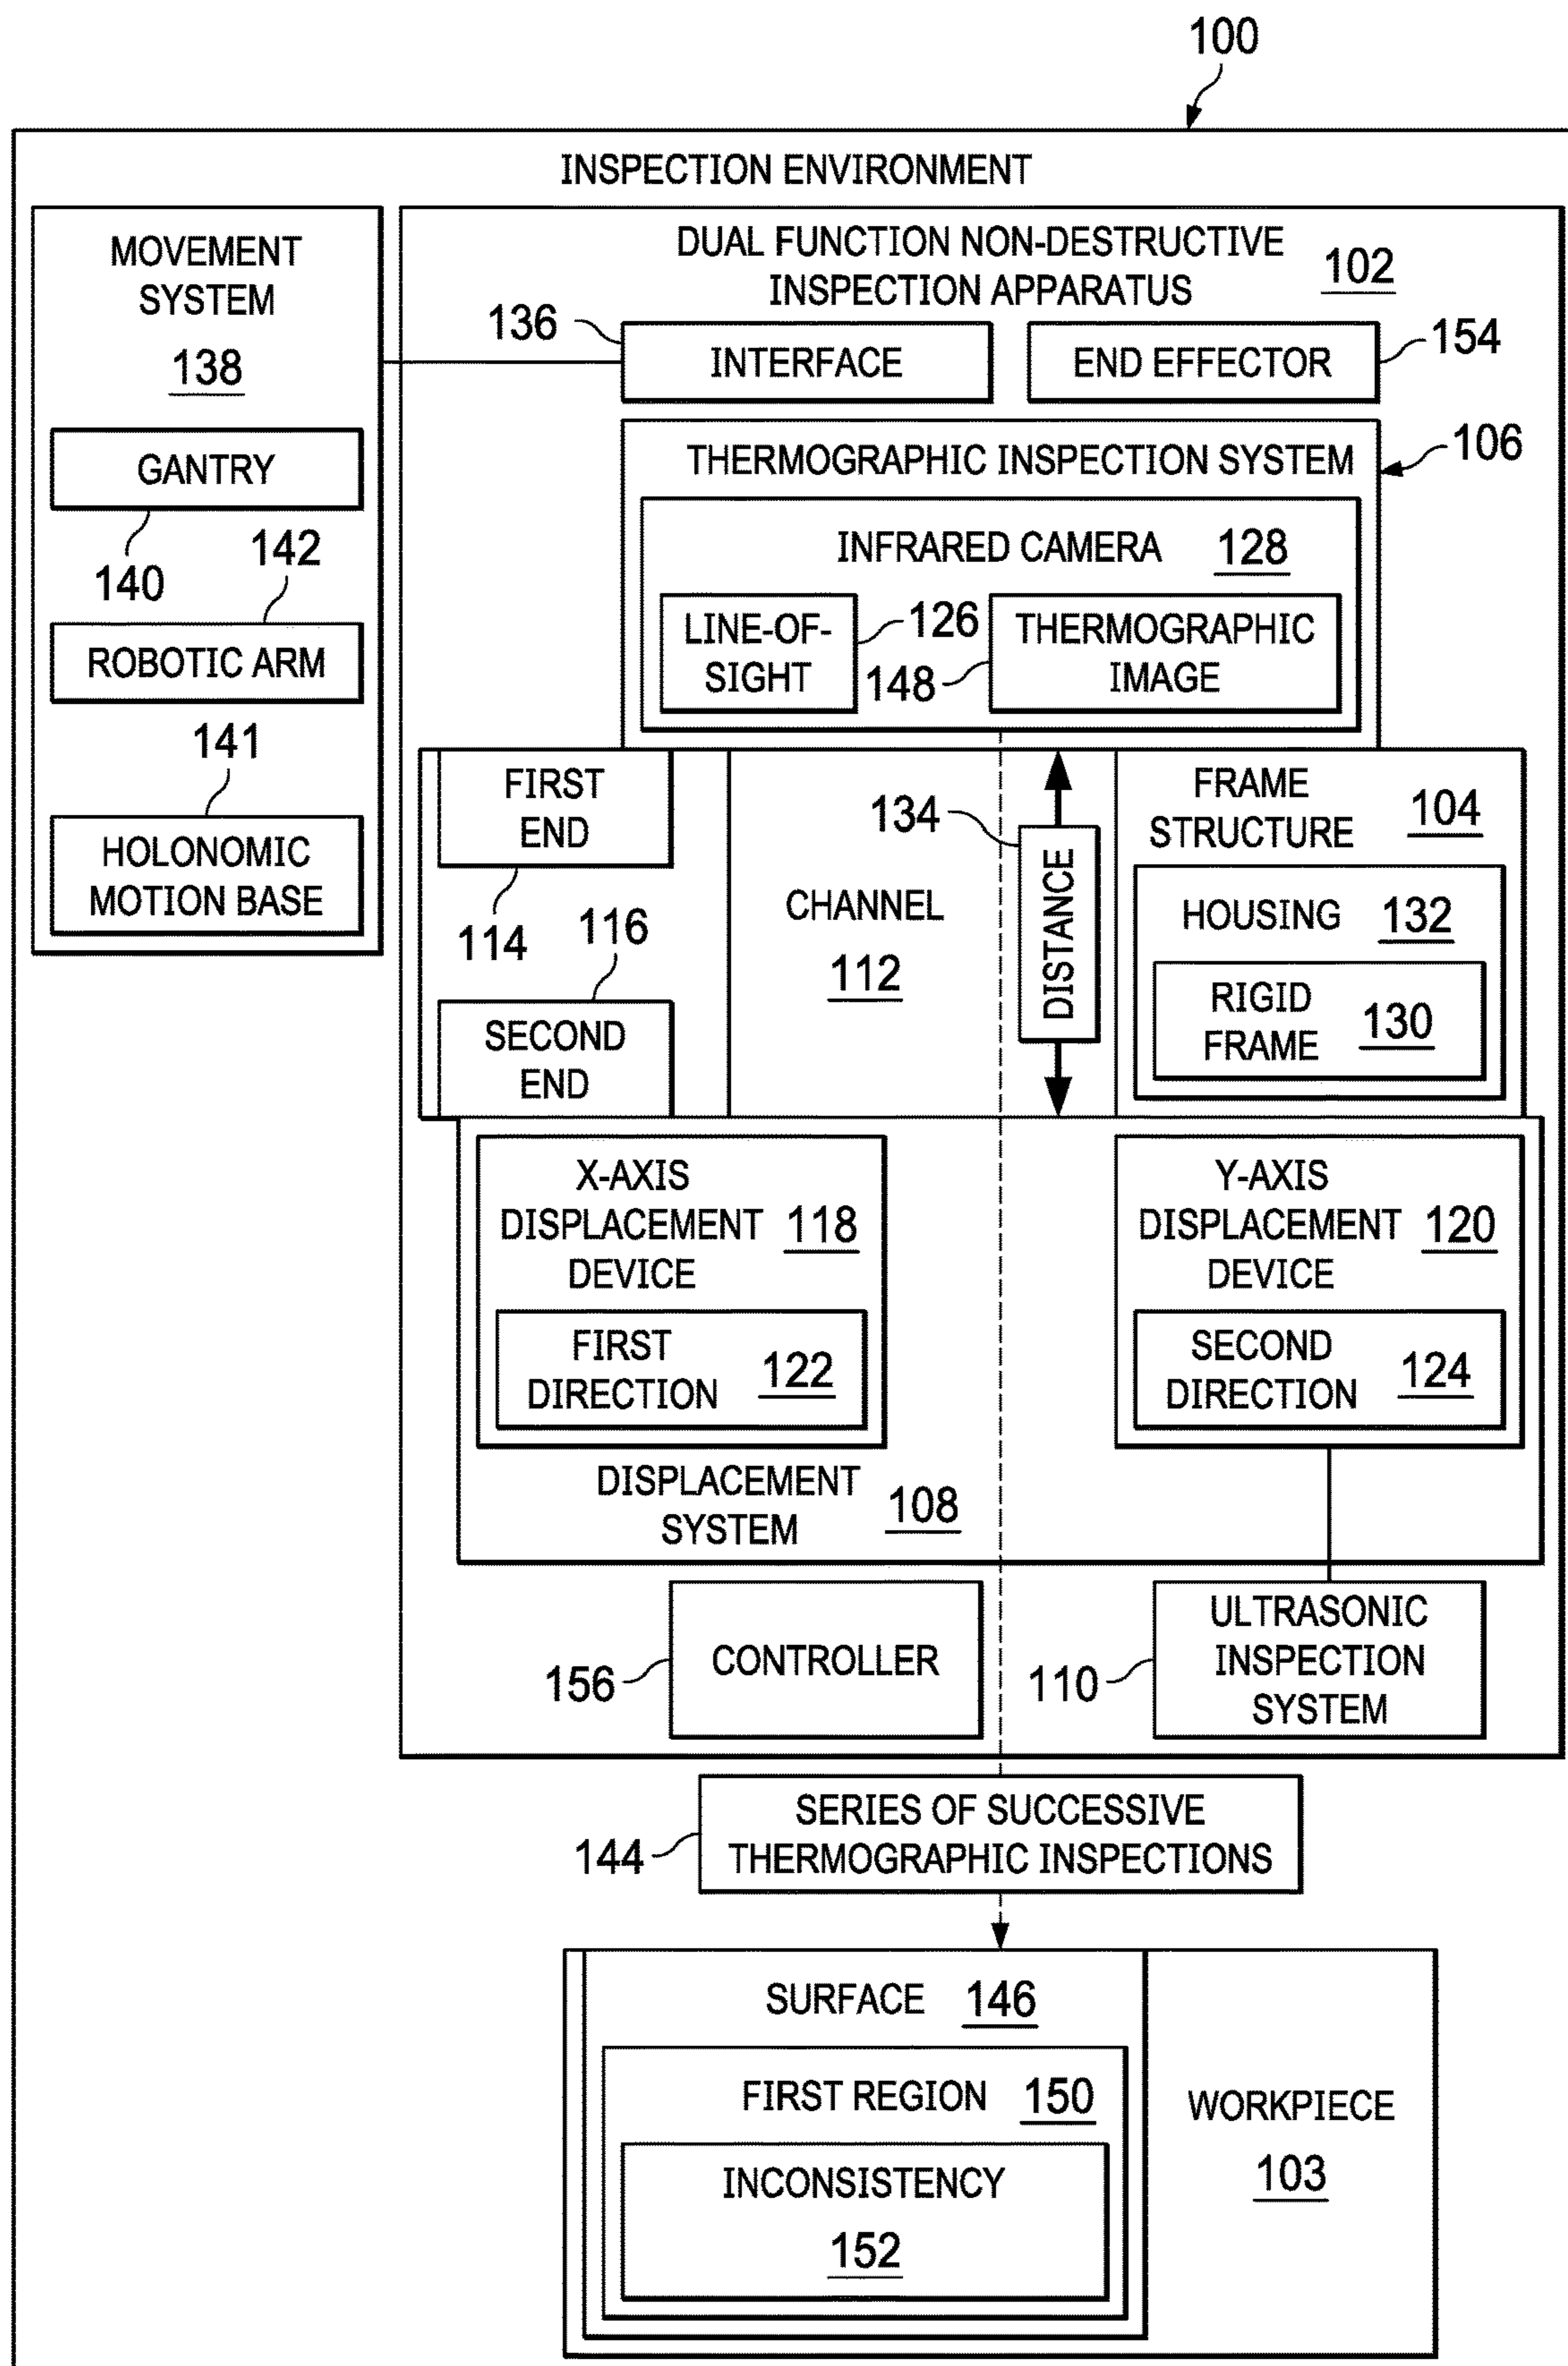 100
INSPECTION ENVIRONMENT
MOVEMENT
SYSTEM
138
GANTRY
140
142
ROBOTIC ARM
141
HOLONOMIC
MOTION BASE
DUAL FUNCTION NON-DESTRUCTIVE
INSPECTION APPARATUS
102
136
INTERFACE
END EFFECTOR
154
THERMOGRAPHIC INSPECTION SYSTEM
106
INFRARED CAMERA
128
LINE-OF-
SIGHT
126
148
THERMOGRAPHIC
IMAGE
FIRST
END
114
116
SECOND
END
CHANNEL
112
134
DISTANCE
FRAME
STRUCTURE
104
HOUSING
132
RIGID
FRAME
130
X-AXIS
DISPLACEMENT
DEVICE
118
FIRST
DIRECTION
122
Y-AXIS
DISPLACEMENT
DEVICE
120
SECOND
DIRECTION
124
DISPLACEMENT
SYSTEM
108
156
CONTROLLER
110
ULTRASONIC
INSPECTION
SYSTEM
144
SERIES OF SUCCESSIVE
THERMOGRAPHIC INSPECTIONS
SURFACE
146
FIRST REGION
150
INCONSISTENCY
152
WORKPIECE
103